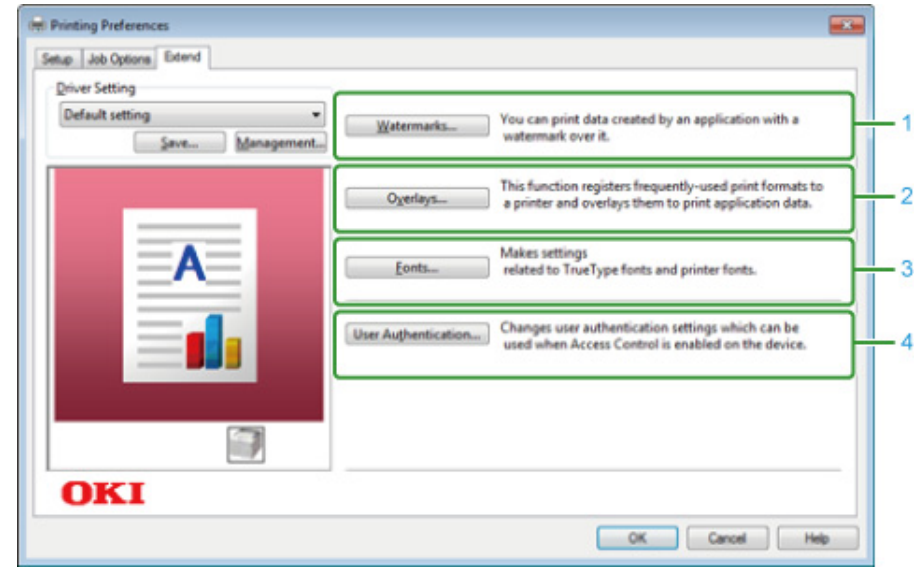 Printing Preferences
Setup Job Options Extend
Driver Setting
Default setting
Save... Management...
Watermarks...
You can print data created by an application with a
watermark over it.
1
Overlays...
This function registers frequently-used print formats to
a printer and overlays them to print application data.
2
Fonts...
Makes settings
related to TrueType fonts and printer fonts.
3
User Authentication...
Changes user authentication settings which can be
used when Access Control is enabled on the device.
4
A
OKI
OK Cancel Help